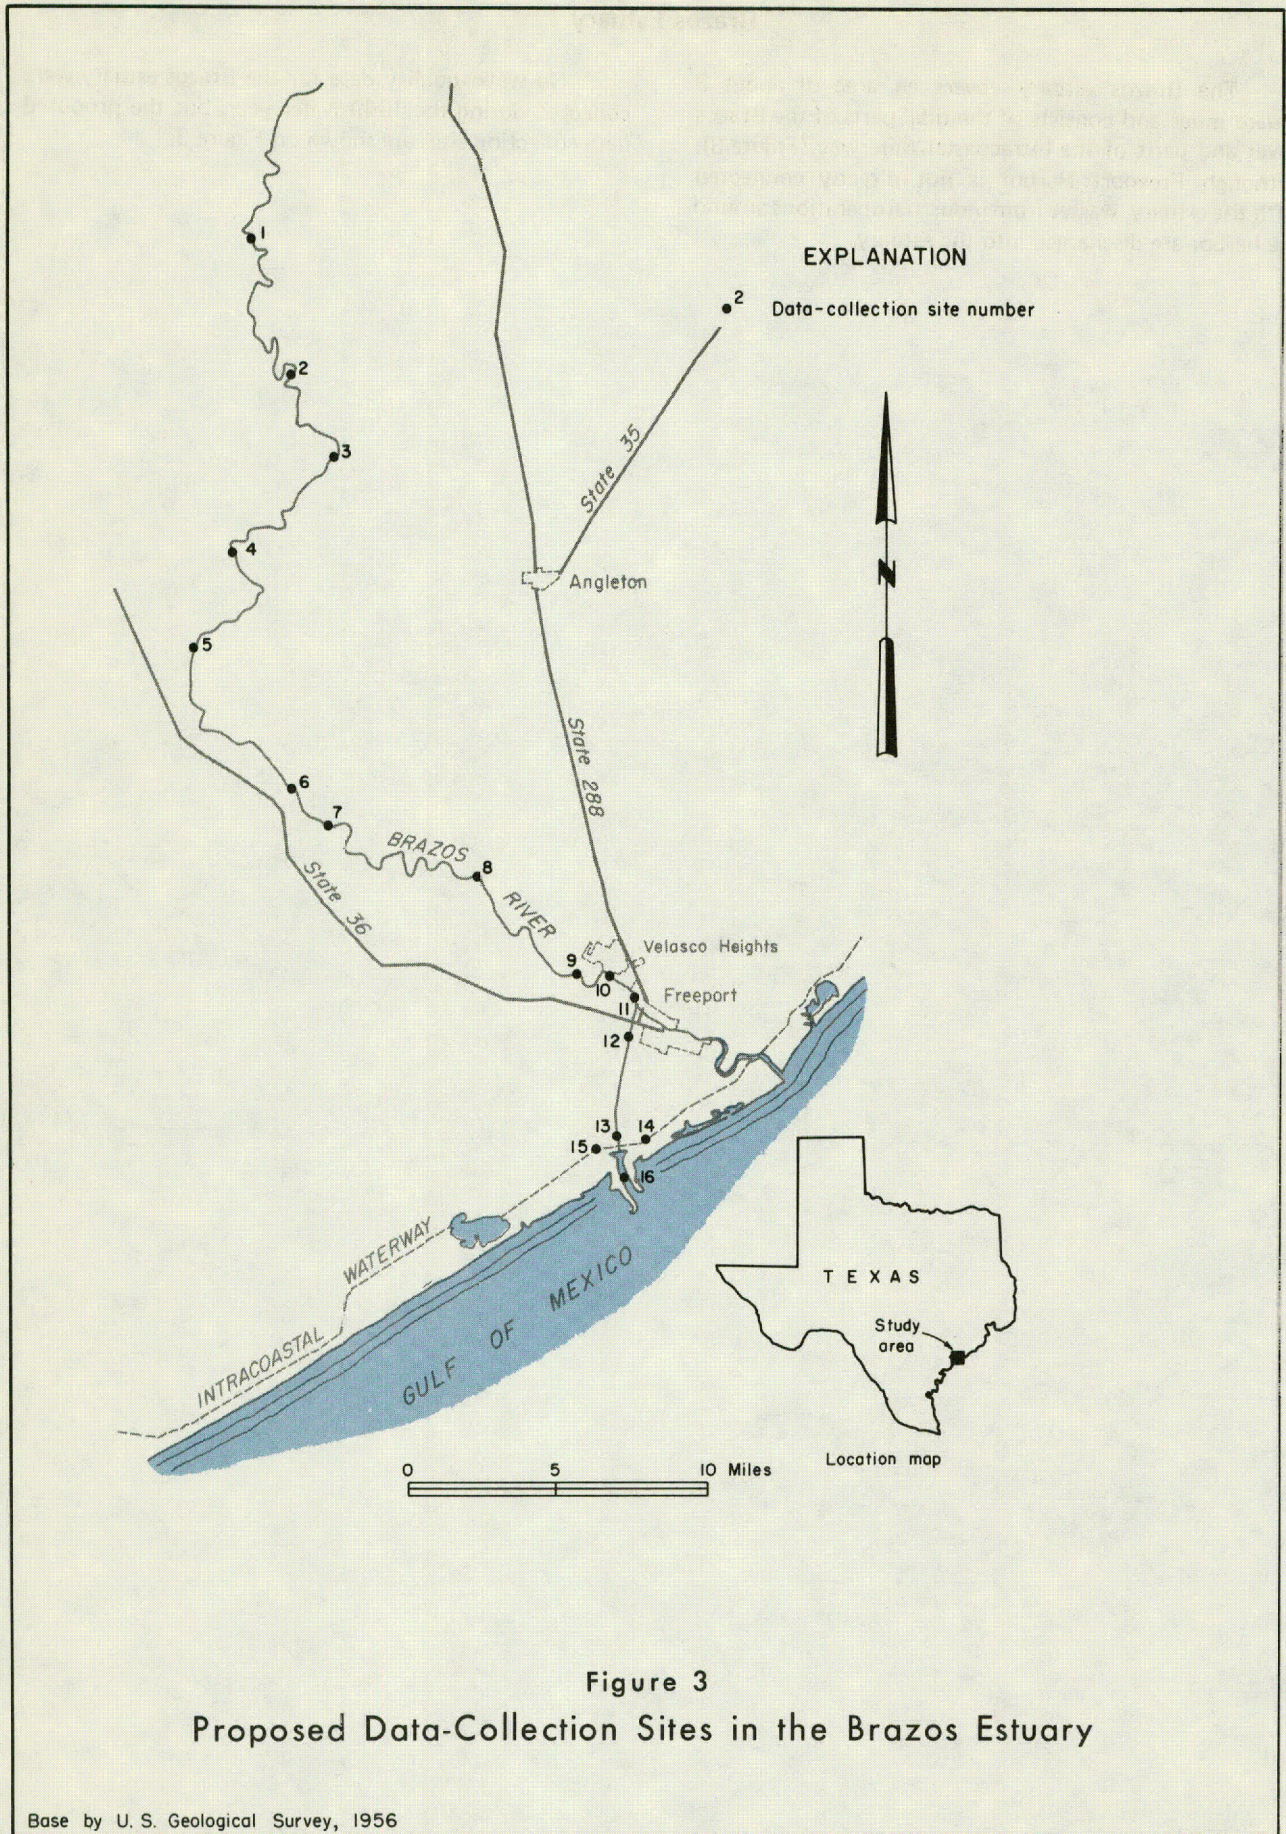 EXPLANATION
2 Data-collection site number
1
2
3
4
5
6
7
8
9
10
11
12
13
14
15
16
State 35
Angleton
N
State 288
BRAZOS
RIVER
State 36
Velasco Heights
Freeport
INTRACOASTAL WATERWAY
GULF OF MEXICO
TEXAS
Study
area
Location map
0 5 10 Miles
Figure 3
Proposed Data-Collection Sites in the Brazos Estuary
Base by U. S. Geological Survey, 1956